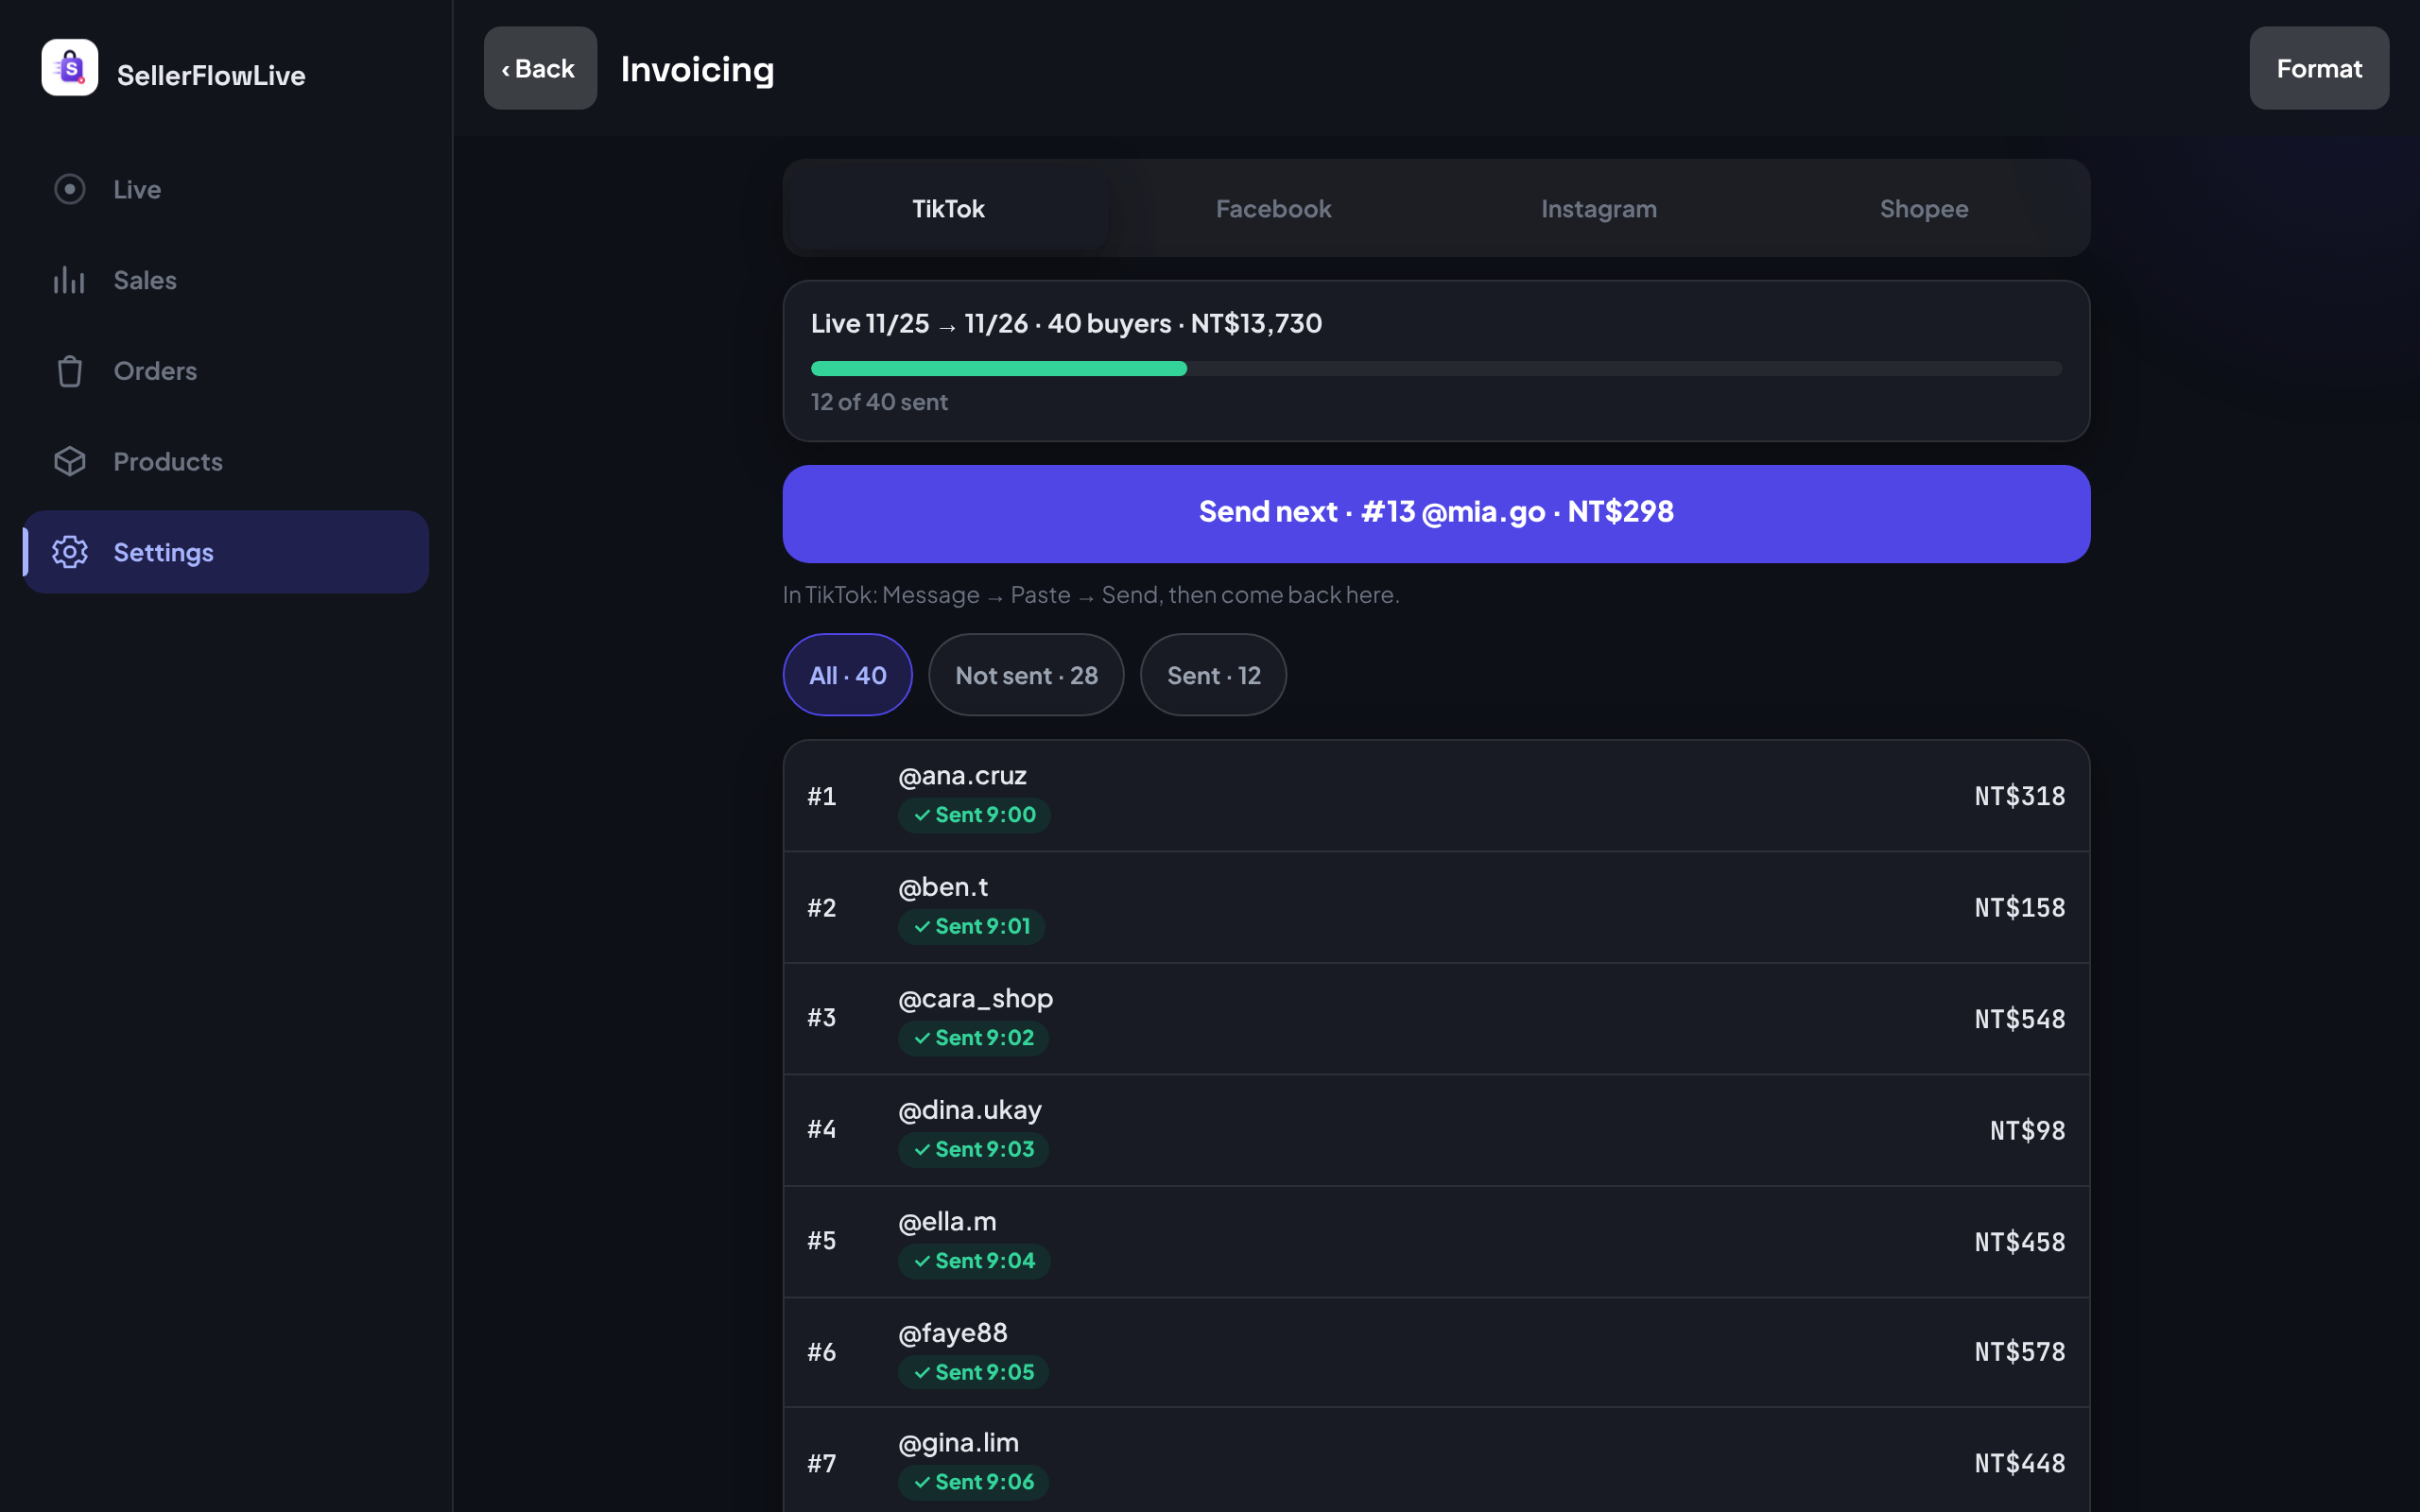 SellerFlowLive
Live
Sales
Orders
Products
Settings
‹ Back
Invoicing
Format
TikTok
Facebook
Instagram
Shopee
Live 11/25 → 11/26 · 40 buyers · NT$13,730
12 of 40 sent
Send next · #13 @mia.go · NT$298
In TikTok: Message → Paste → Send, then come back here.
All · 40
Not sent · 28
Sent · 12
#1 @ana.cruz NT$318
✓ Sent 9:00
#2 @ben.t NT$158
✓ Sent 9:01
#3 @cara_shop NT$548
✓ Sent 9:02
#4 @dina.ukay NT$98
✓ Sent 9:03
#5 @ella.m NT$458
✓ Sent 9:04
#6 @faye88 NT$578
✓ Sent 9:05
#7 @gina.lim NT$448
✓ Sent 9:06